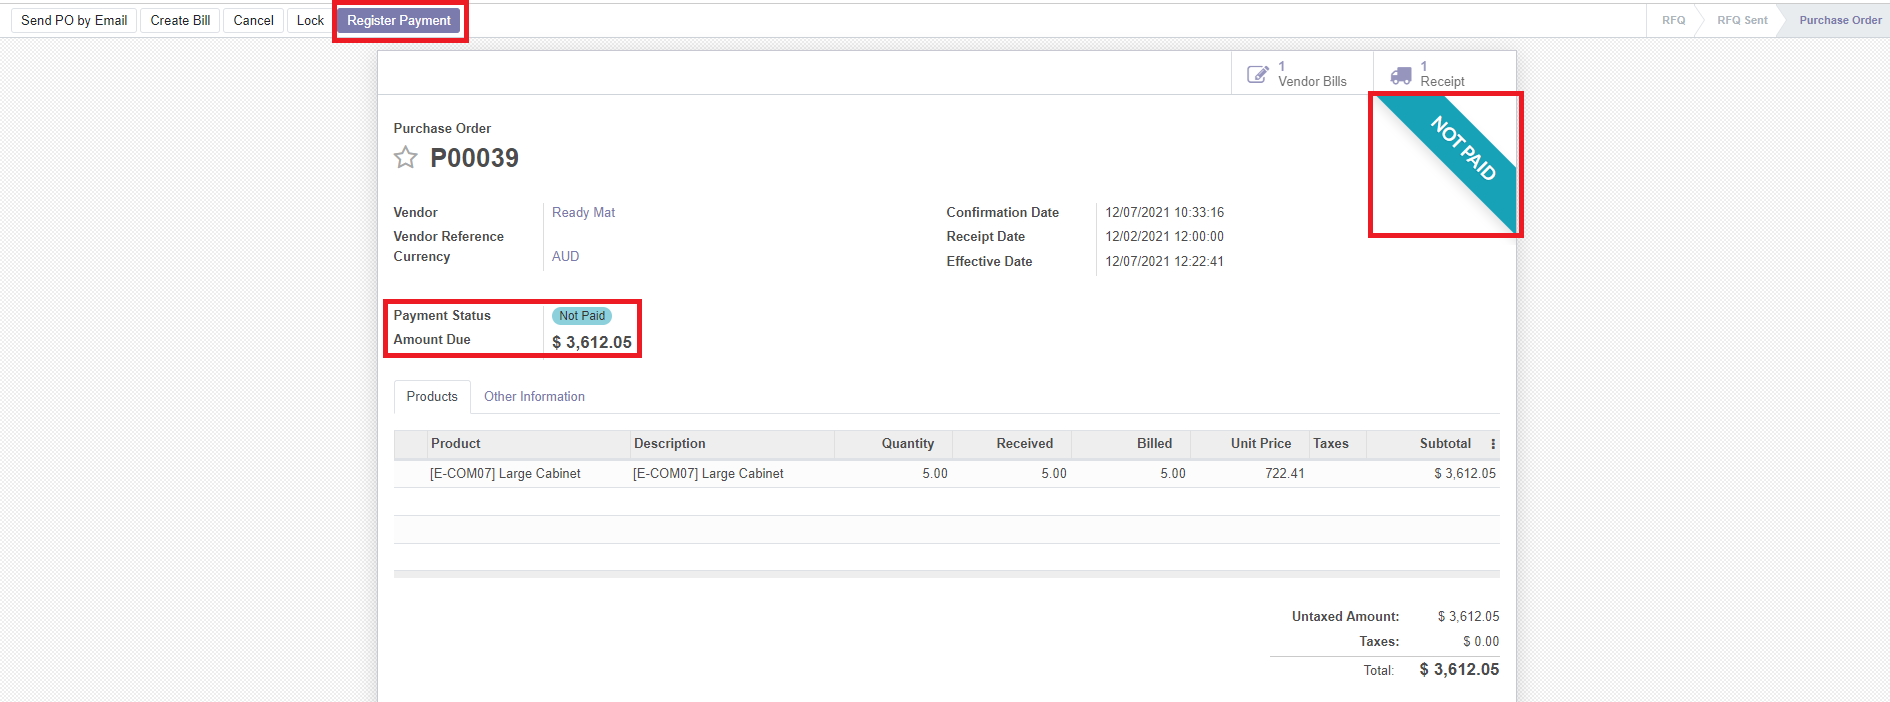 Send PO by Email Create Bill Cancel Lock Register Payment RFQ RFQ Sent Purchase Order
1 Vendor Bills
1 Receipt
NOT PAID
Purchase Order
P00039
Vendor Ready Mat
Vendor Reference
Currency AUD
Confirmation Date 12/07/2021 10:33:16
Receipt Date 12/02/2021 12:00:00
Effective Date 12/07/2021 12:22:41
Payment Status Not Paid
Amount Due $ 3,612.05
Products Other Information
Product Description Quantity Received Billed Unit Price Taxes Subtotal
[E-COM07] Large Cabinet [E-COM07] Large Cabinet 5.00 5.00 5.00 722.41 $ 3,612.05
Untaxed Amount: $ 3,612.05
Taxes: $ 0.00
Total: $ 3,612.05